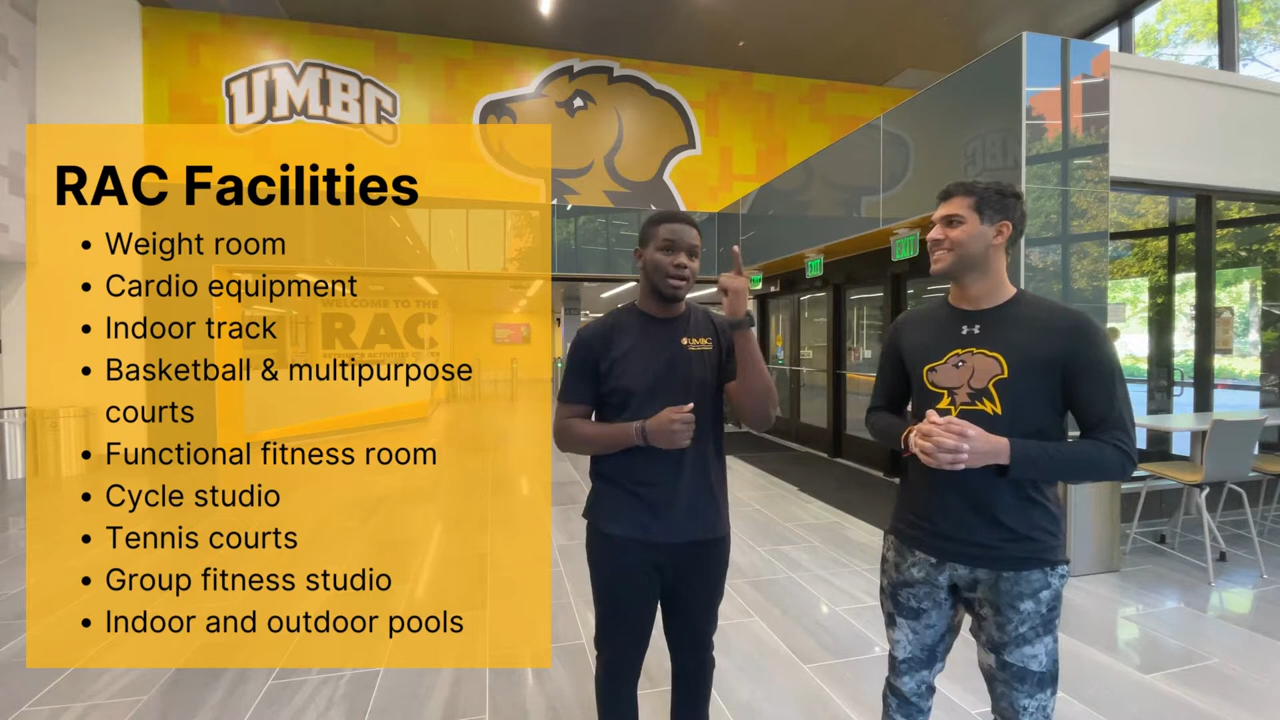 UMBC
RAC Facilities
• Weight room
• Cardio equipment
• Indoor track
• Basketball & multipurpose
courts
• Functional fitness room
• Cycle studio
• Tennis courts
• Group fitness studio
• Indoor and outdoor pools
WELCOME TO THE
RAC
UMBC
EXIT
EXIT
EXIT